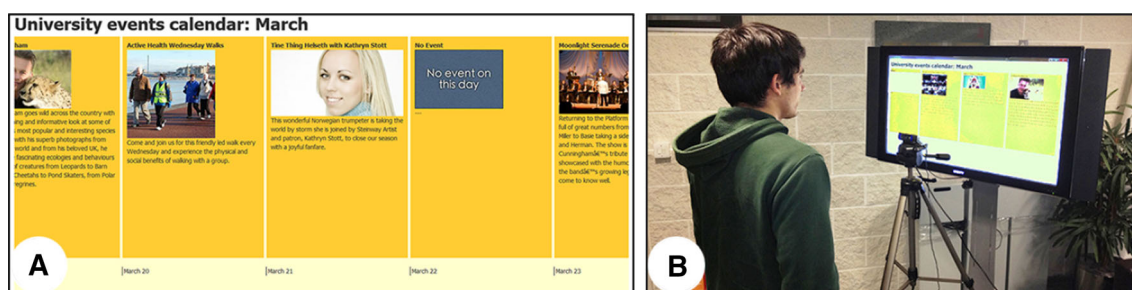 University events calendar: March
ham
am goes wild across the country with
ng and informative look at some of
most popular and interesting species
with his superb photographs from
world and from his beloved UK, he
fascinating ecologies and behaviours
of creatures from Leopards to Barn
Cheetahs to Pond Skaters, from Polar
egrines.
Active Health Wednesday Walks
Come and join us for this friendly led walk every
Wednesday and experience the physical and
social benefits of walking with a group.
Tine Thing Helseth with Kathryn Stott
This wonderful Norwegian trumpeter is taking the
world by storm she is joined by Steinway Artist
and patron, Kathryn Stott, to close our season
with a joyful fanfare.
No Event
No event on
this day
Moonlight Serenade Or
Returning to the Platform
full of great numbers from
Miller to Basie taking a side
and Herman. The show is
Cunninghamâ€™s tribute
showcased with the humo
the bandâ€™s growing leg
come to know well.
March 20
March 21
March 22
March 23
A
University events calendar: March
B